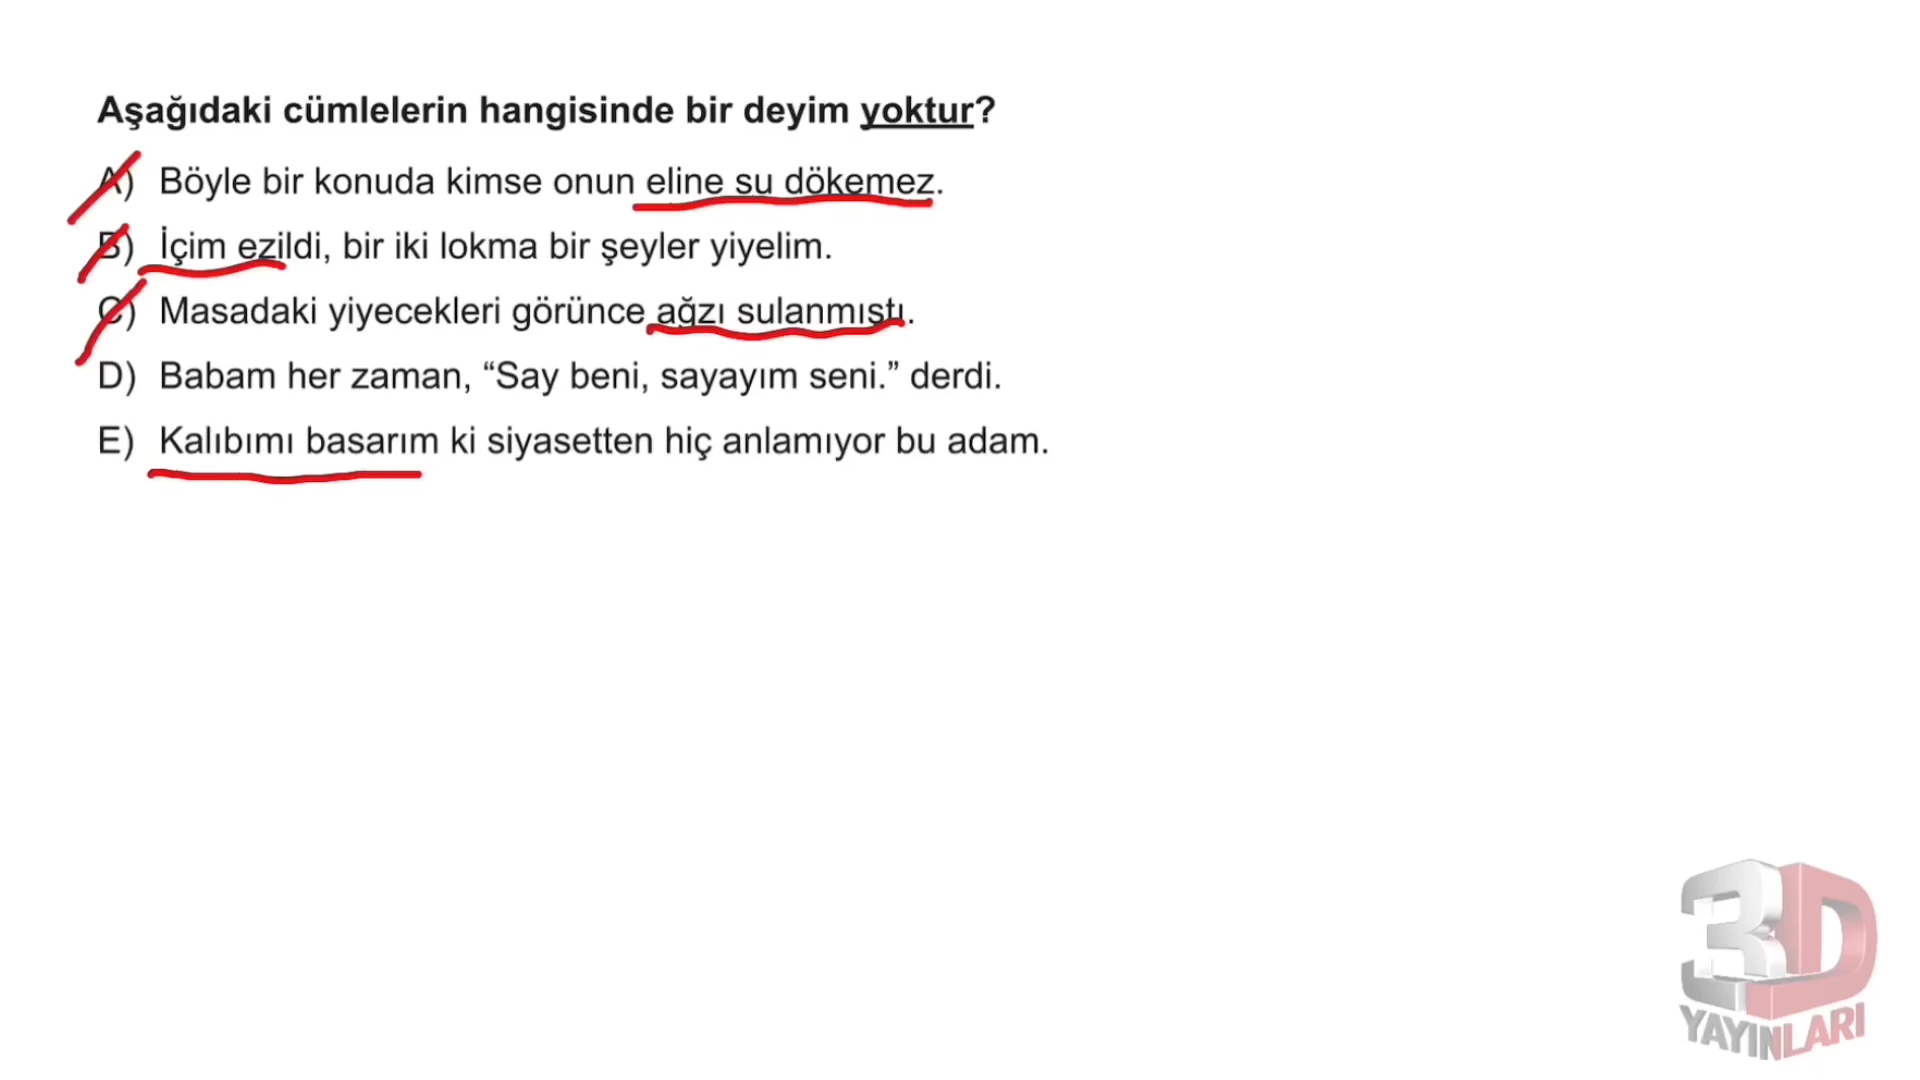 Aşağıdaki cümlelerin hangisinde bir deyim yoktur?
A) Böyle bir konuda kimse onun eline su dökemez.
B) İçim ezildi, bir iki lokma bir şeyler yiyelim.
C) Masadaki yiyecekleri görünce ağzı sulanmıştı.
D) Babam her zaman, “Say beni, sayayım seni.” derdi.
E) Kalıbımı basarım ki siyasetten hiç anlamıyor bu adam.
3D
YAYINLARI